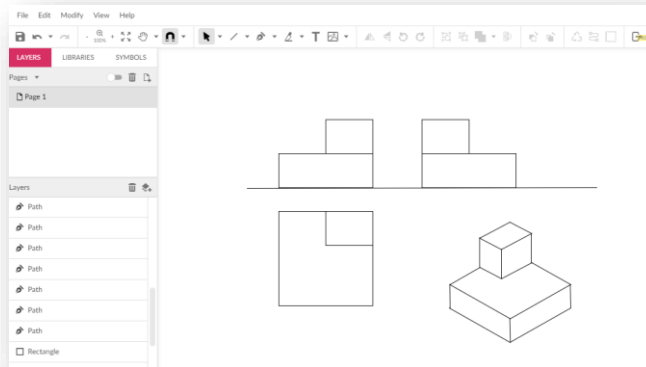 File Edit Modify View Help
100%
LAYERS LIBRARIES SYMBOLS
Pages
Page 1
Layers
Path
Path
Path
Path
Path
Path
Path
Rectangle